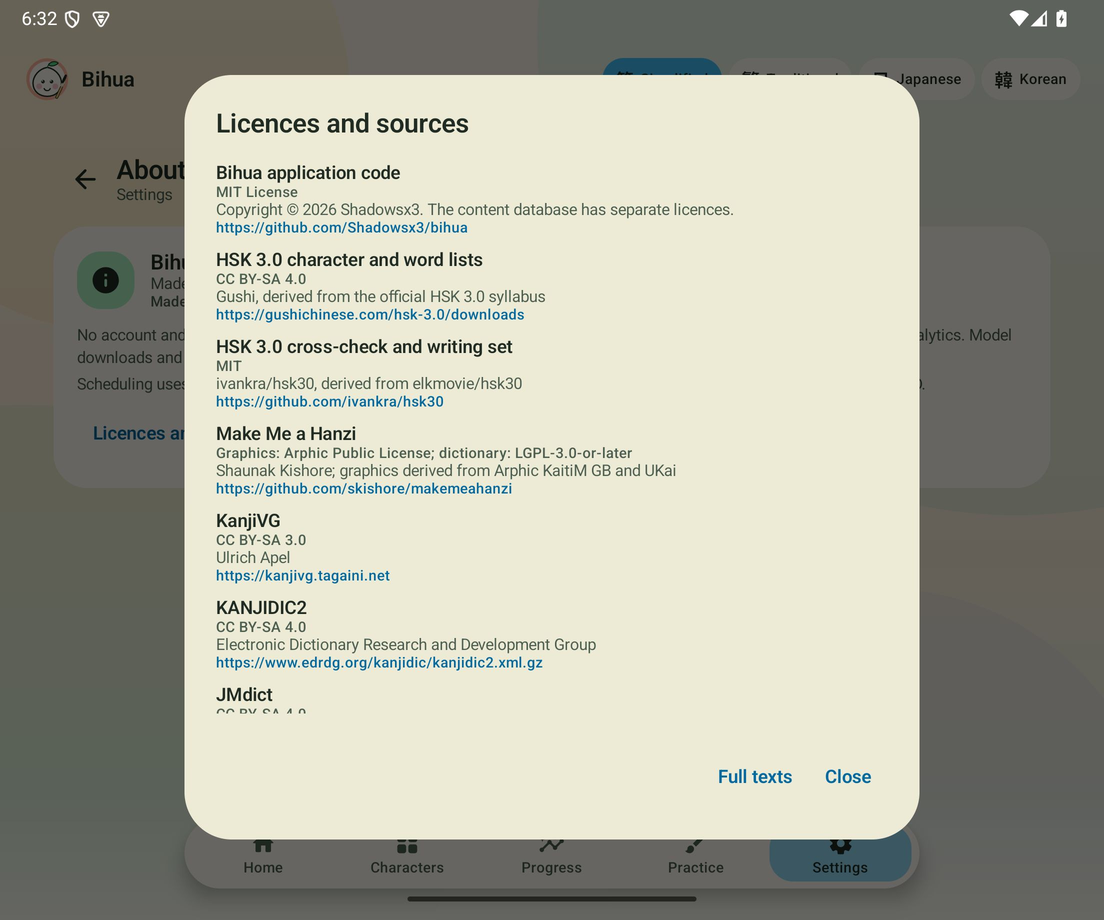 6:32
Bihua
Japanese
韓 Korean
About
Settings
Made
Made
No account and
alytics. Model
downloads and
Scheduling uses
Licences and sources
Bihua application code
MIT License
Copyright © 2026 Shadowsx3. The content database has separate licences.
https://github.com/Shadowsx3/bihua
HSK 3.0 character and word lists
CC BY-SA 4.0
Gushi, derived from the official HSK 3.0 syllabus
https://gushichinese.com/hsk-3.0/downloads
HSK 3.0 cross-check and writing set
MIT
ivankra/hsk30, derived from elkmovie/hsk30
https://github.com/ivankra/hsk30
Make Me a Hanzi
Graphics: Arphic Public License; dictionary: LGPL-3.0-or-later
Shaunak Kishore; graphics derived from Arphic KaitiM GB and UKai
https://github.com/skishore/makemeahanzi
KanjiVG
CC BY-SA 3.0
Ulrich Apel
https://kanjivg.tagaini.net
KANJIDIC2
CC BY-SA 4.0
Electronic Dictionary Research and Development Group
https://www.edrdg.org/kanjidic/kanjidic2.xml.gz
JMdict
CC BY-SA 4.0
Full texts
Close
Home
Characters
Progress
Practice
Settings